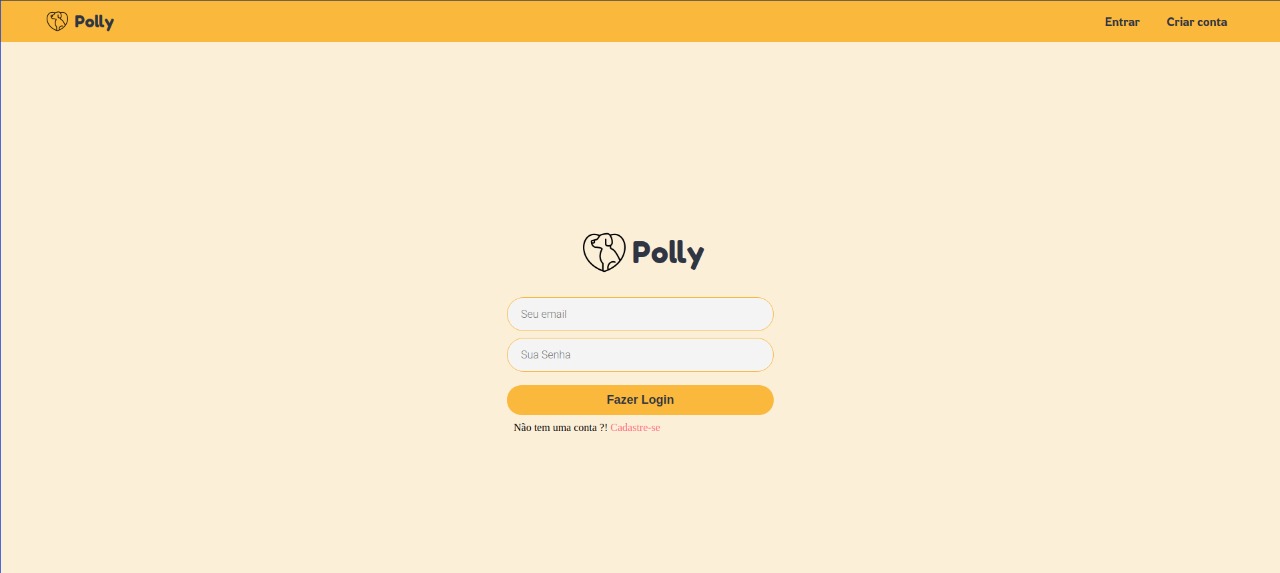 Polly
Entrar
Criar conta
Polly
Seu email
Sua Senha
Fazer Login
Não tem uma conta ?! Cadastre-se